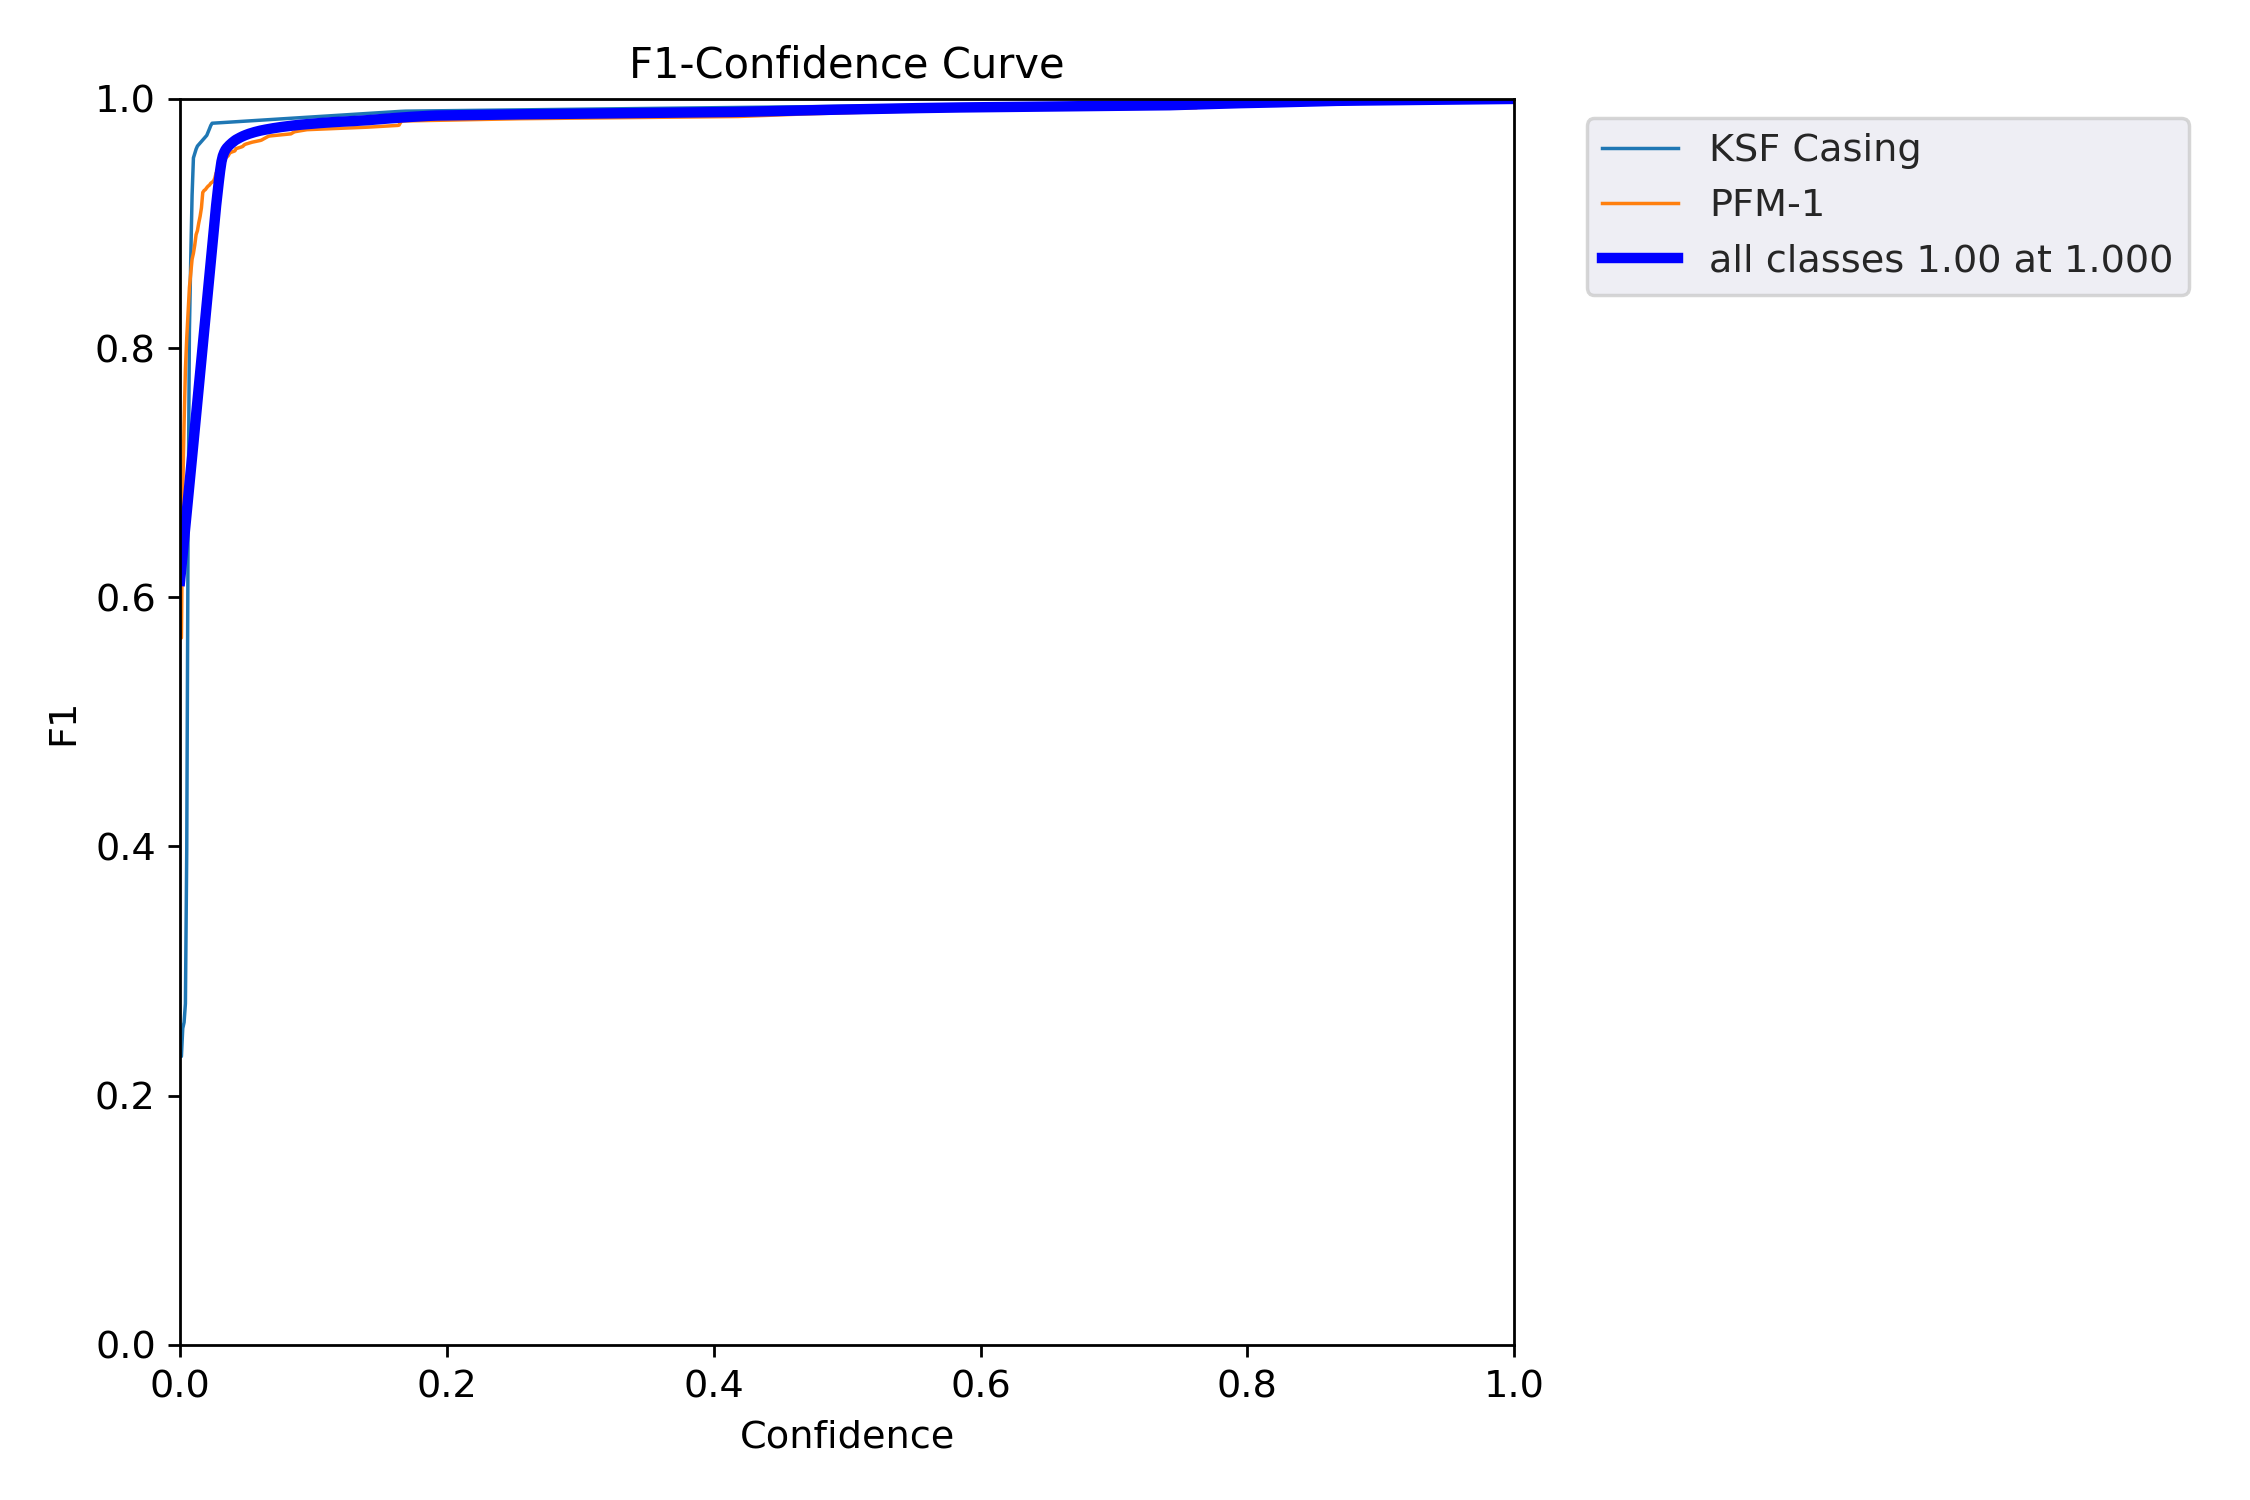 F1-Confidence Curve
1.0
0.8
0.6
0.4
0.2
0.0
F1
0.0 0.2 0.4 0.6 0.8 1.0
Confidence
KSF Casing
PFM-1
all classes 1.00 at 1.000